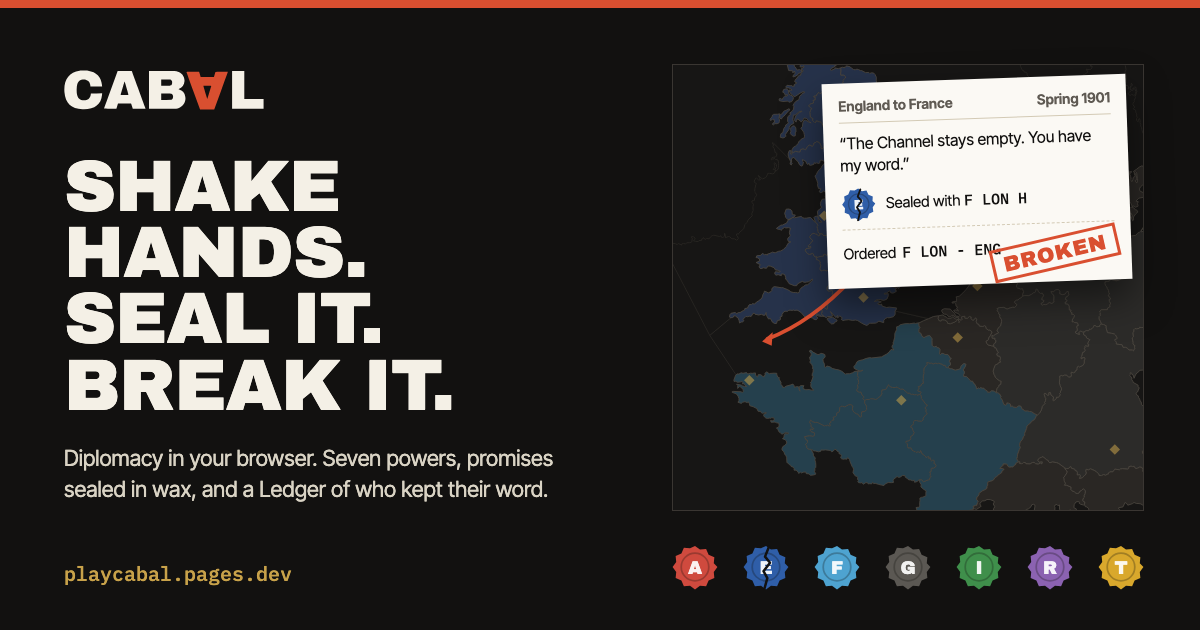 CABAL
SHAKE
HANDS.
SEAL IT.
BREAK IT.
Diplomacy in your browser. Seven powers, promises
sealed in wax, and a Ledger of who kept their word.
playcabal.pages.dev
England to France Spring 1901
“The Channel stays empty. You have
my word.”
E Sealed with F LON H
Ordered F LON - ENG
BROKEN
A E F G I R T